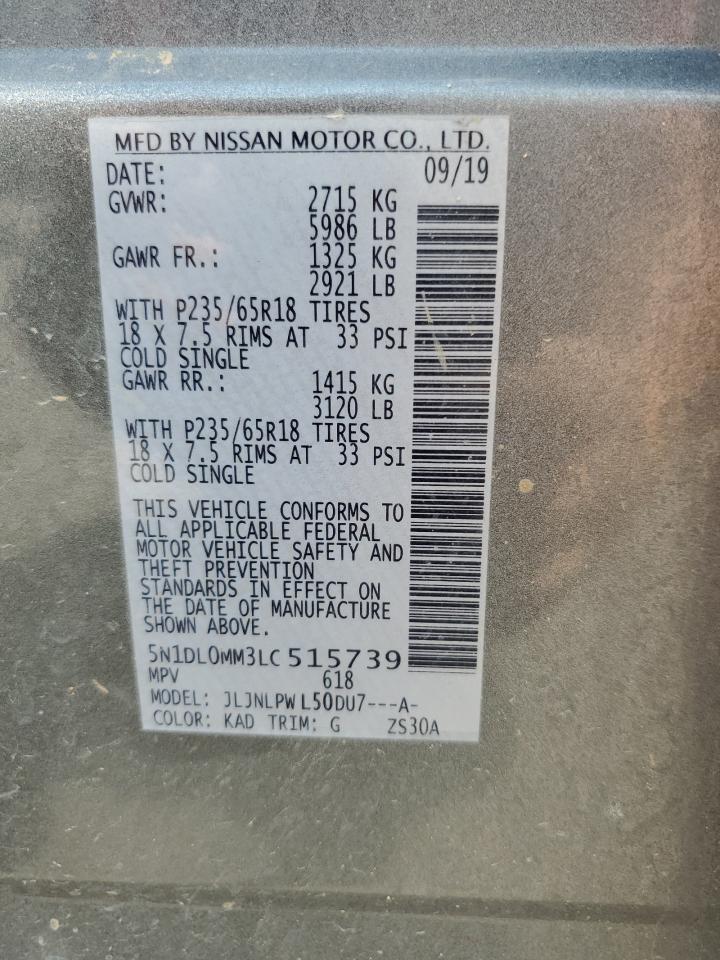 MFD BY NISSAN MOTOR CO., LTD.
DATE: 09/19
GVWR: 2715 KG
5986 LB
GAWR FR.: 1325 KG
2921 LB
WITH P235/65R18 TIRES
18 X 7.5 RIMS AT 33 PSI
COLD SINGLE
GAWR RR.: 1415 KG
3120 LB
WITH P235/65R18 TIRES
18 X 7.5 RIMS AT 33 PSI
COLD SINGLE
THIS VEHICLE CONFORMS TO
ALL APPLICABLE FEDERAL
MOTOR VEHICLE SAFETY AND
THEFT PREVENTION
STANDARDS IN EFFECT ON
THE DATE OF MANUFACTURE
SHOWN ABOVE.
5N1DL0MM3LC515739
MPV 618
MODEL: JLJNLPWL50DU7---A-
COLOR: KAD TRIM: G ZS30A